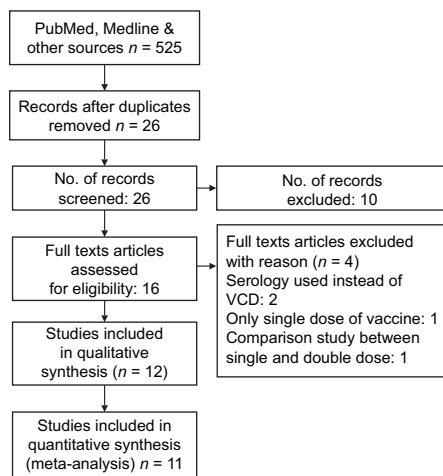 PubMed, Medline &
other sources n = 525
Records after duplicates
removed n = 26
No. of records
screened: 26
No. of records
excluded: 10
Full texts articles
assessed
for eligibility: 16
Full texts articles excluded
with reason (n = 4)
Serology used instead of
VCD: 2
Only single dose of vaccine: 1
Comparison study between
single and double dose: 1
Studies included
in qualitative
synthesis (n = 12)
Studies included in
quantitative synthesis
(meta-analysis) n = 11